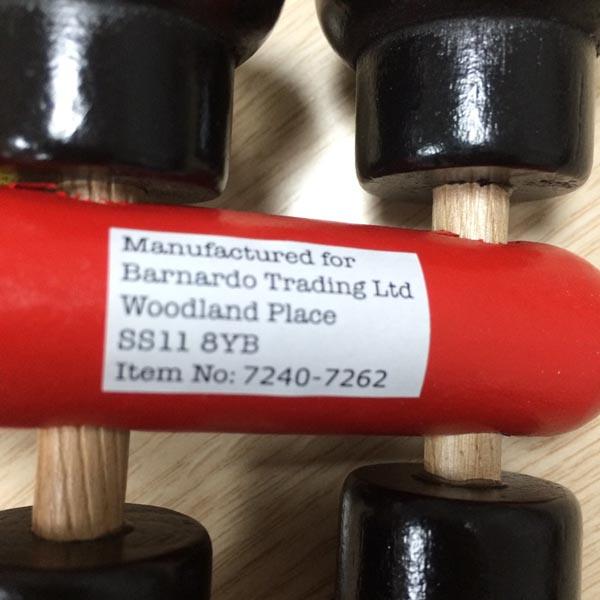 Manufactured for
Barnardo Trading Ltd
Woodland Place
SS11 8YB
Item No: 7240-7262